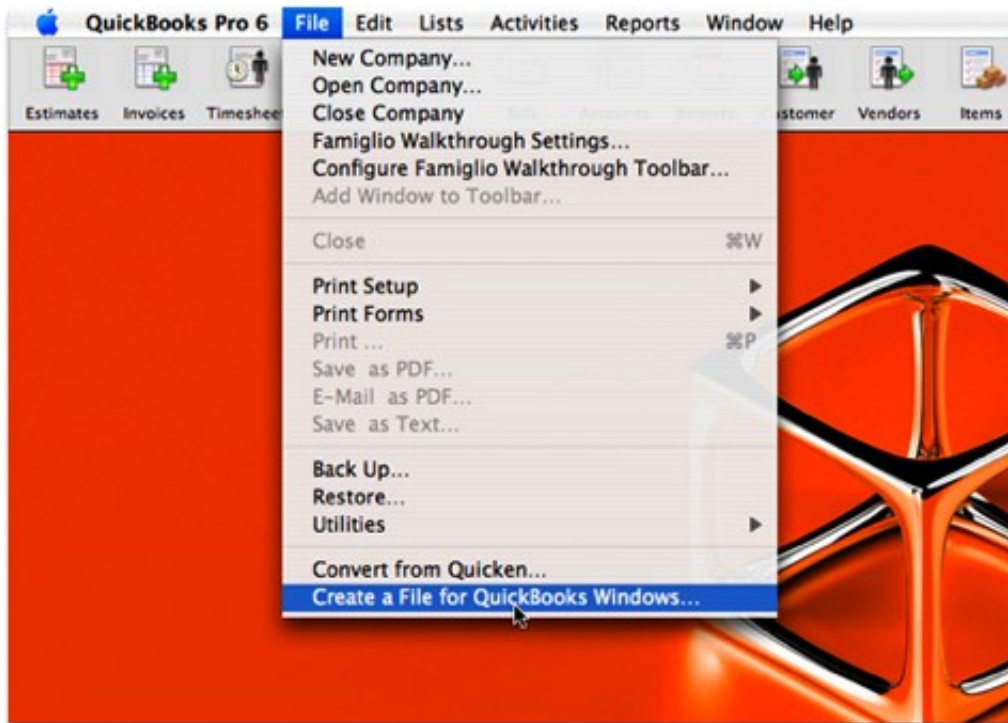 QuickBooks Pro 6 File Edit Lists Activities Reports Window Help
Estimates Invoices Customer Vendors Items
New Company...
Open Company...
Close Company
Famiglio Walkthrough Settings...
Configure Famiglio Walkthrough Toolbar...
Add Window to Toolbar...
Close ⌘W
Print Setup
Print Forms
Print ... ⌘P
Save as PDF...
E-Mail as PDF...
Save as Text...
Back Up...
Restore...
Utilities
Convert from Quicken...
Create a File for QuickBooks Windows...